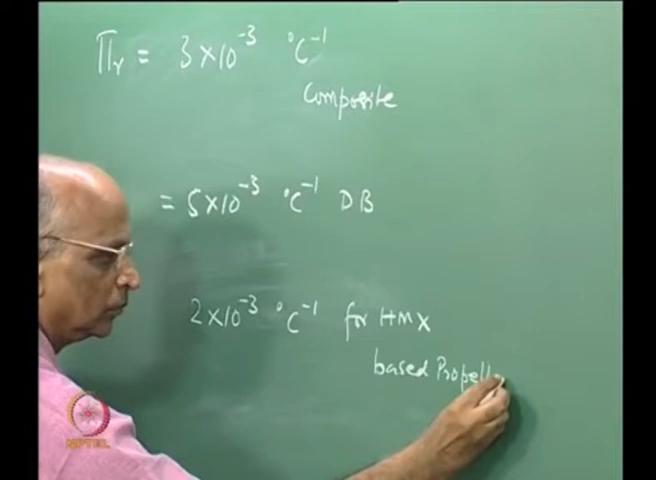 Πr = 3×10⁻³ °C⁻¹
Composite
= 5×10⁻³ °C⁻¹ DB
2×10⁻³ °C⁻¹ for HMX
based Propell
NPTEL